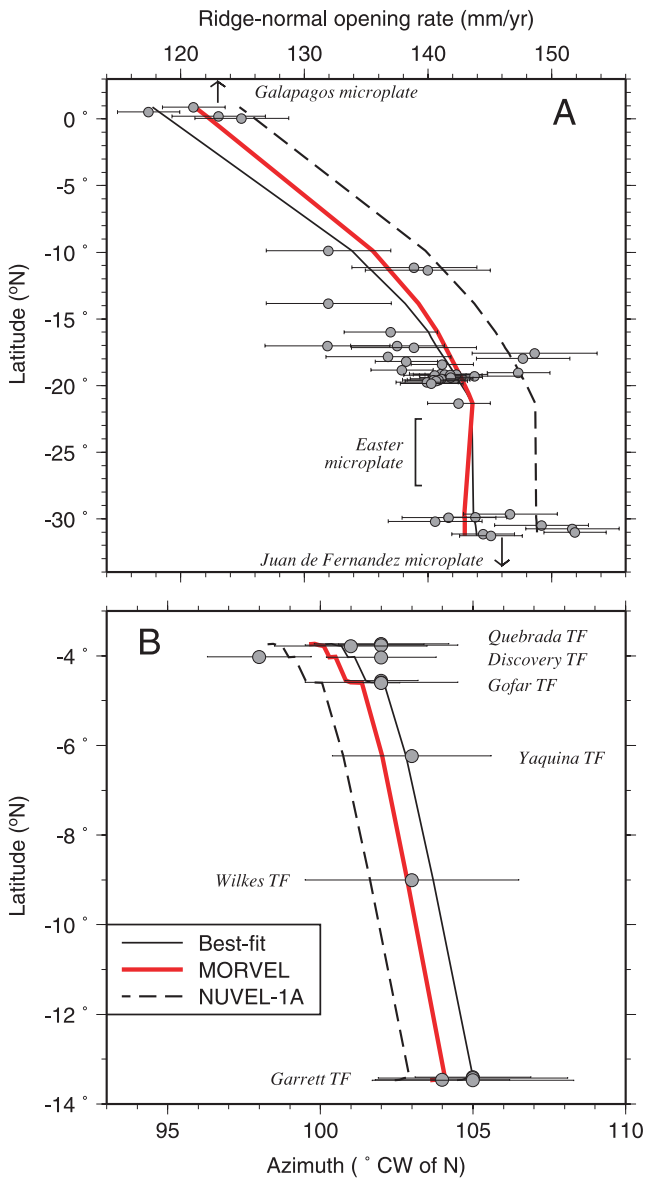 Ridge-normal opening rate (mm/yr)
120 130 140 150
Galapagos microplate
A
0 °
-5 °
-10 °
-15 °
-20 °
-25 °
-30 °
Latitude (ºN)
Easter
microplate
Juan de Fernandez microplate
B
Quebrada TF
-4 °
Discovery TF
Gofar TF
-6 °
Yaquina TF
-8 °
Latitude (ºN)
Wilkes TF
-10 °
Best-fit
MORVEL
NUVEL-1A
-12 °
Garrett TF
-14 °
95 100 105 110
Azimuth ( ° CW of N)